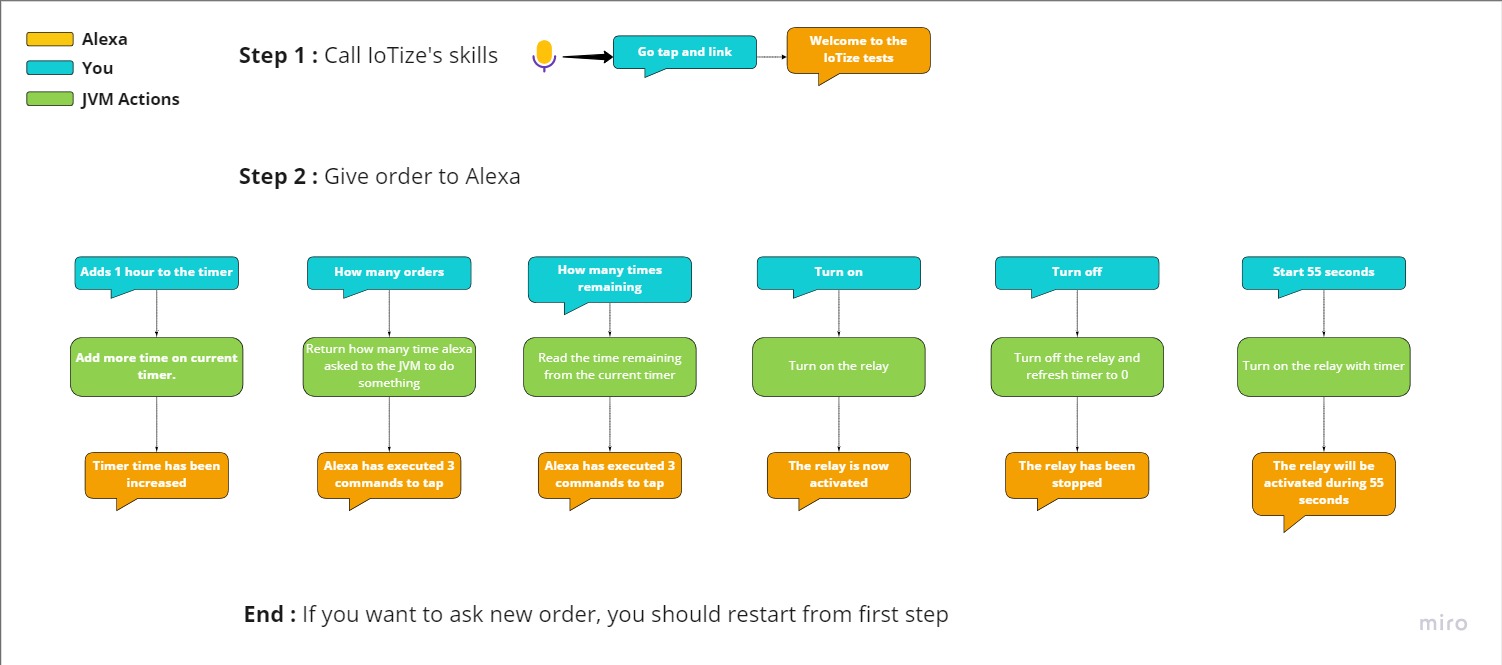 Alexa
You
JVM Actions
Step 1 : Call IoTize's skills
Go tap and link
Welcome to the
IoTize tests
Step 2 : Give order to Alexa
Adds 1 hour to the timer
Add more time on current
timer.
Timer time has been
increased
How many orders
Return how many time alexa
asked to the JVM to do
something
Alexa has executed 3
commands to tap
How many times
remaining
Read the time remaining
from the current timer
Alexa has executed 3
commands to tap
Turn on
Turn on the relay
The relay is now
activated
Turn off
Turn off the relay and
refresh timer to 0
The relay has been
stopped
Start 55 seconds
Turn on the relay with timer
The relay will be
activated during 55
seconds
End : If you want to ask new order, you should restart from first step
miro